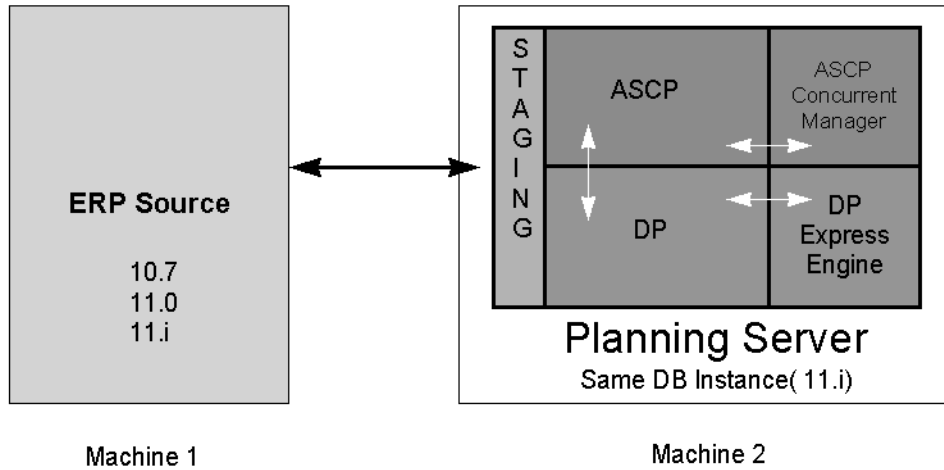 ERP Source
10.7
11.0
11.i
Machine 1
STAGING
ASCP
ASCP
Concurrent
Manager
DP
DP
Express
Engine
Planning Server
Same DB Instance( 11.i)
Machine 2